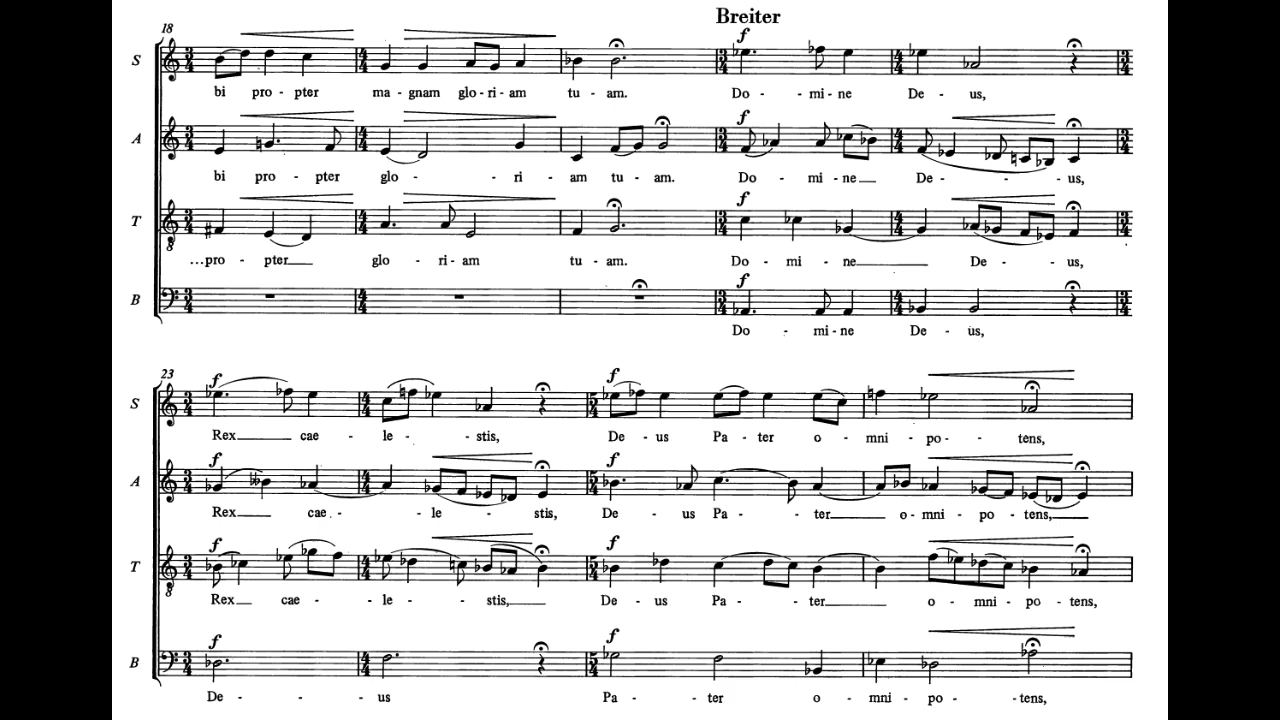 Breiter
18
f
S
bi pro - pter ma - gnam glo - ri - am tu - am. Do - mi - ne De - us,
f
A
bi pro - pter glo - ri - am tu - am. Do - mi - ne De - us,
f
T
8
...pro - pter glo - ri - am tu - am. Do - mi - ne De - us,
f
B
Do - mi - ne De - us,
23
f f
S
Rex cae - le - stis, De - us Pa - ter o - mni - po - tens,
f f
A
Rex cae - le - stis, De - us Pa - ter o - mni - po - tens,
f f
T
8
Rex cae - le - stis, De - us Pa - ter o - mni - po - tens,
f f
B
De - us Pa - ter o - mni - po - tens,